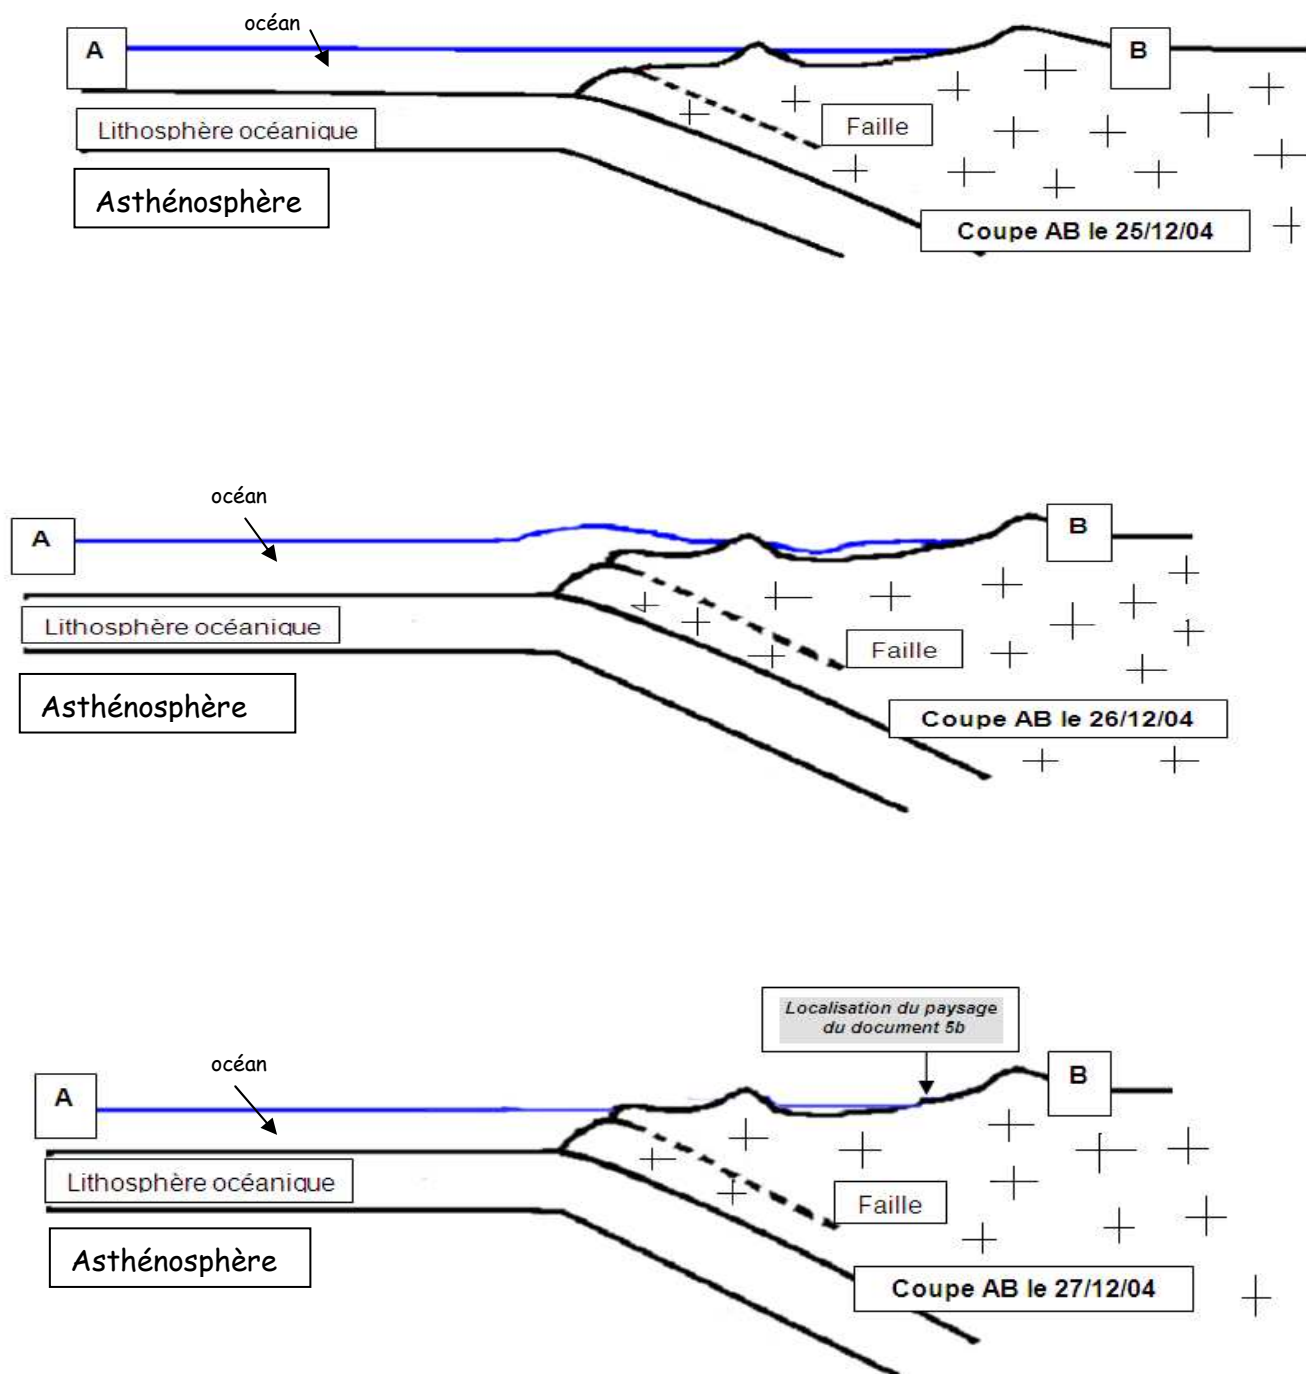 océan
A
B
Lithosphère océanique
Faille
Asthénosphère
Coupe AB le 25/12/04
océan
A
B
Lithosphère océanique
Faille
Asthénosphère
Coupe AB le 26/12/04
Localisation du paysage
du document 5b
océan
A
B
Lithosphère océanique
Faille
Asthénosphère
Coupe AB le 27/12/04